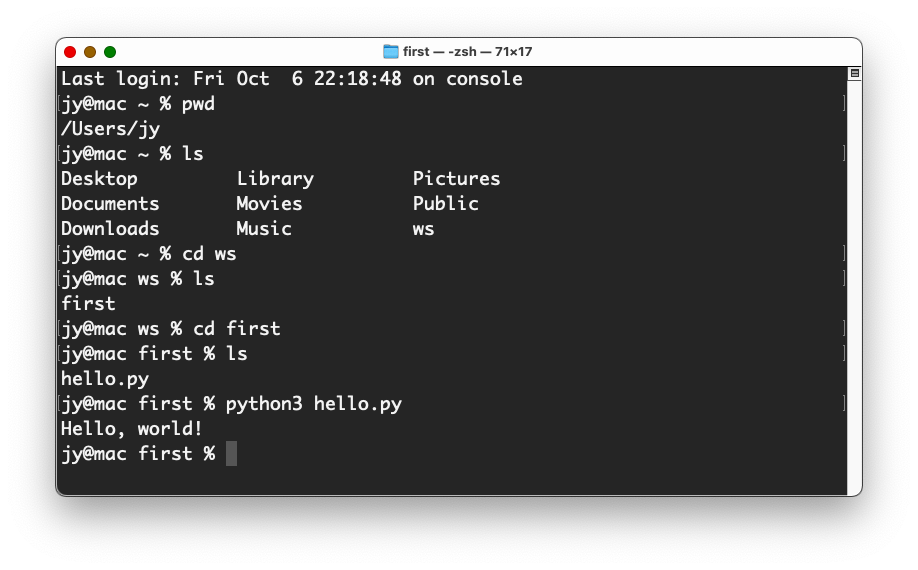 first — -zsh — 71×17
Last login: Fri Oct  6 22:18:48 on console
jy@mac ~ % pwd
/Users/jy
jy@mac ~ % ls
Desktop         Library         Pictures
Documents       Movies          Public
Downloads       Music           ws
jy@mac ~ % cd ws
jy@mac ws % ls
first
jy@mac ws % cd first
jy@mac first % ls
hello.py
jy@mac first % python3 hello.py
Hello, world!
jy@mac first %